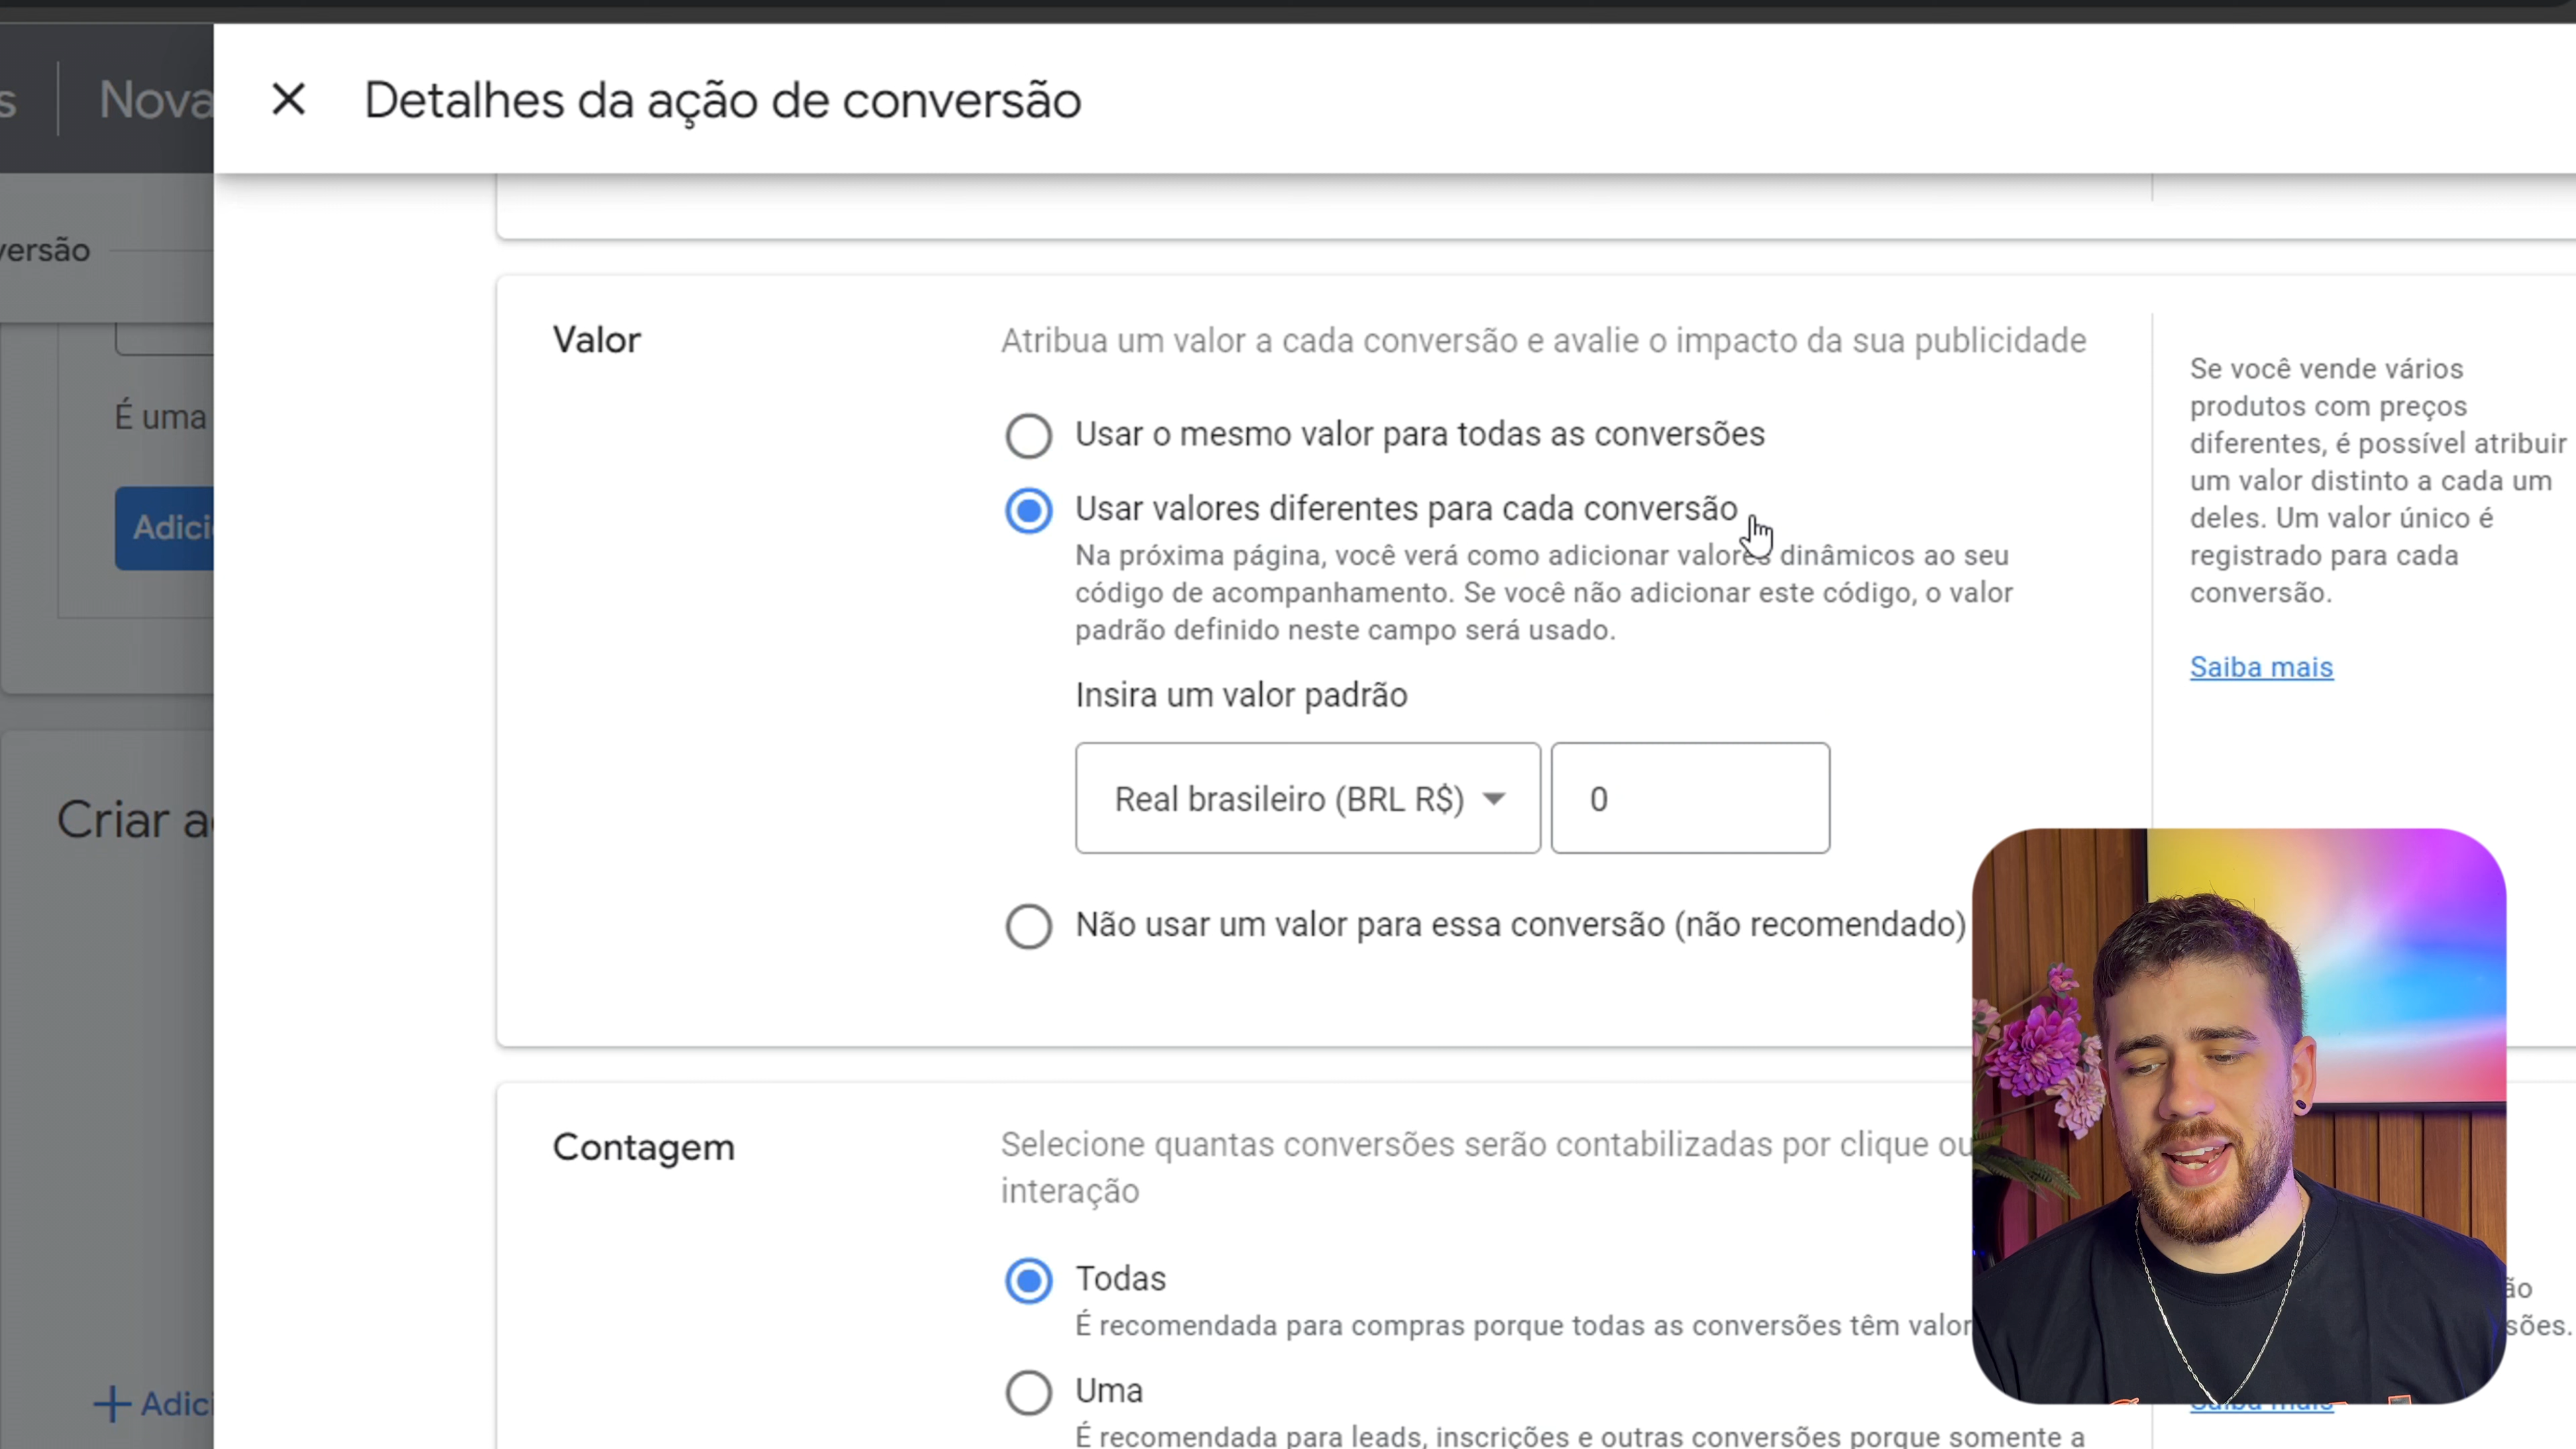 s | Nova
Detalhes da ação de conversão
versão
É uma
Adici
Criar a
+ Adici
Valor
Atribua um valor a cada conversão e avalie o impacto da sua publicidade
Usar o mesmo valor para todas as conversões
Usar valores diferentes para cada conversão
Na próxima página, você verá como adicionar valores dinâmicos ao seu
código de acompanhamento. Se você não adicionar este código, o valor
padrão definido neste campo será usado.
Insira um valor padrão
Real brasileiro (BRL R$)
0
Não usar um valor para essa conversão (não recomendado)
Se você vende vários
produtos com preços
diferentes, é possível atribuir
um valor distinto a cada um
deles. Um valor único é
registrado para cada
conversão.
Saiba mais
Contagem
Selecione quantas conversões serão contabilizadas por clique ou
interação
Todas
É recomendada para compras porque todas as conversões têm valor
Uma
É recomendada para leads, inscrições e outras conversões porque somente a
ão
sões.
Saiba mais